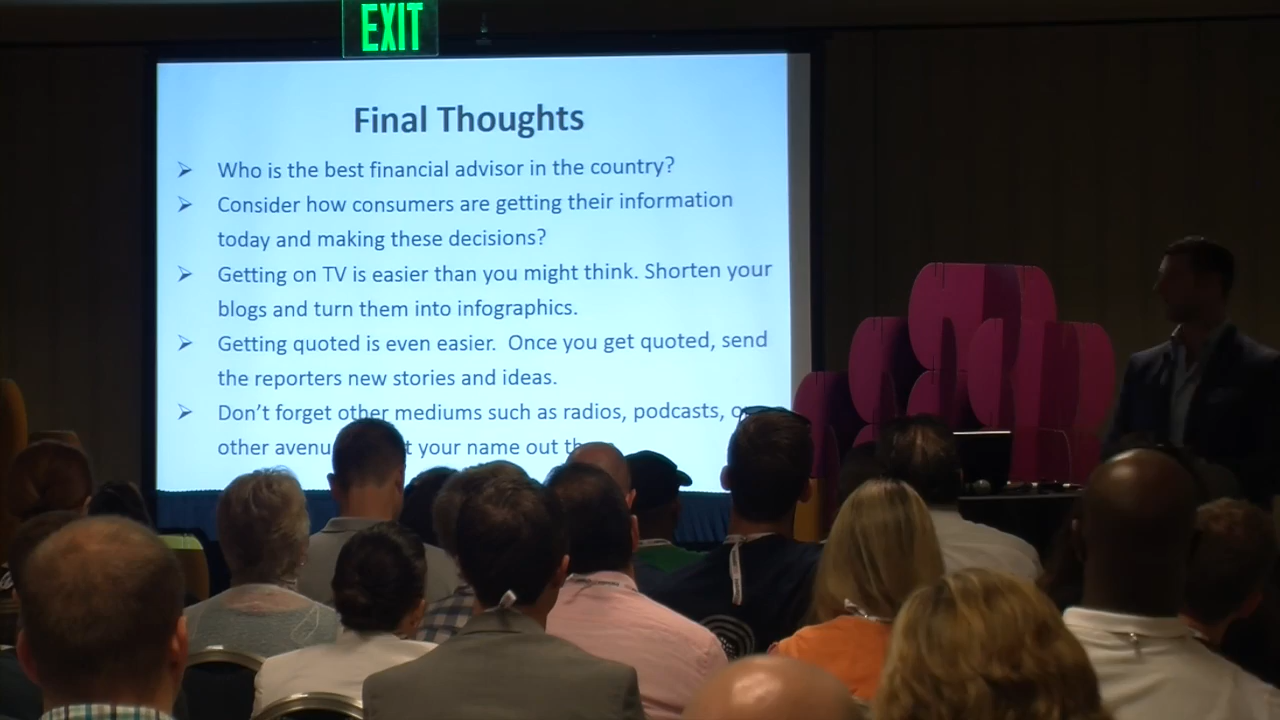 EXIT
Final Thoughts
Who is the best financial advisor in the country?
Consider how consumers are getting their information
today and making these decisions?
Getting on TV is easier than you might think. Shorten your
blogs and turn them into infographics.
Getting quoted is even easier. Once you get quoted, send
the reporters new stories and ideas.
Don't forget other mediums such as radios, podcasts,
other your name out